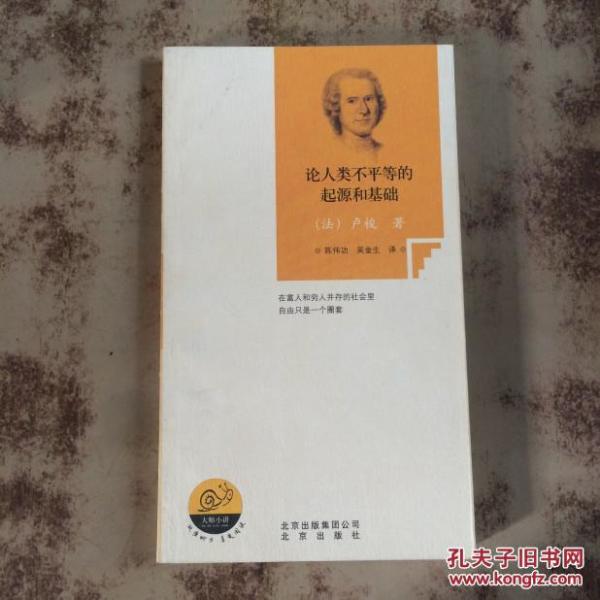 论人类不平等的
起源和基础
（法）卢梭 著
陈伟功 吴金生 译
在富人和穷人并存的社会里
自由只是一个圈套
大师小讲
北京出版集团公司
北京出版社
孔夫子旧书网
www.kongfz.com